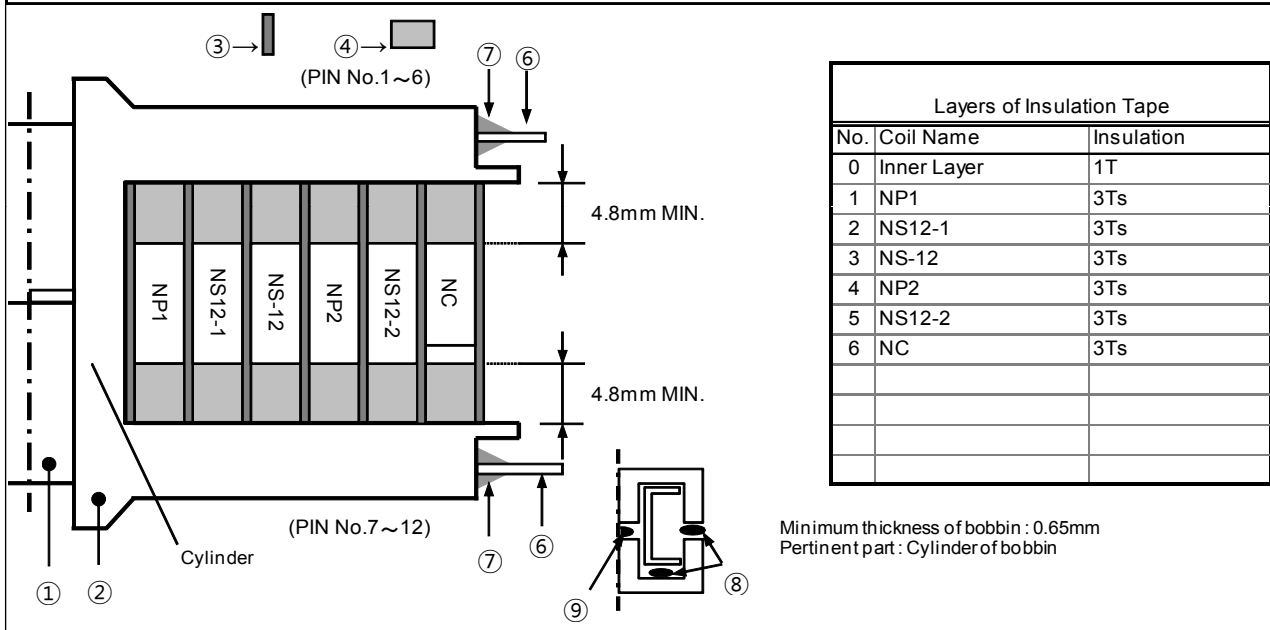 ③→ ④→ ⑦ ⑥
(PIN No.1~6)
4.8mm MIN.
NP1 NS12-1 NS-12 NP2 NS12-2 NC
4.8mm MIN.
(PIN No.7~12)
Cylinder
① ② ⑦ ⑥ ⑨ ⑧
Layers of Insulation Tape
No. Coil Name Insulation
0 Inner Layer 1T
1 NP1 3Ts
2 NS12-1 3Ts
3 NS-12 3Ts
4 NP2 3Ts
5 NS12-2 3Ts
6 NC 3Ts
Minimum thickness of bobbin : 0.65mm
Pertinent part : Cylinder of bobbin